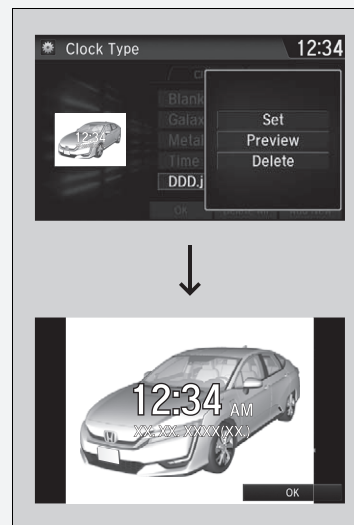 Clock Type
12:34
Blank
Galax
Metal
Time
DDD.j
Set
Preview
Delete
12:34
OK
12:34 AM
XX, XX, XXXX(XX.)
OK